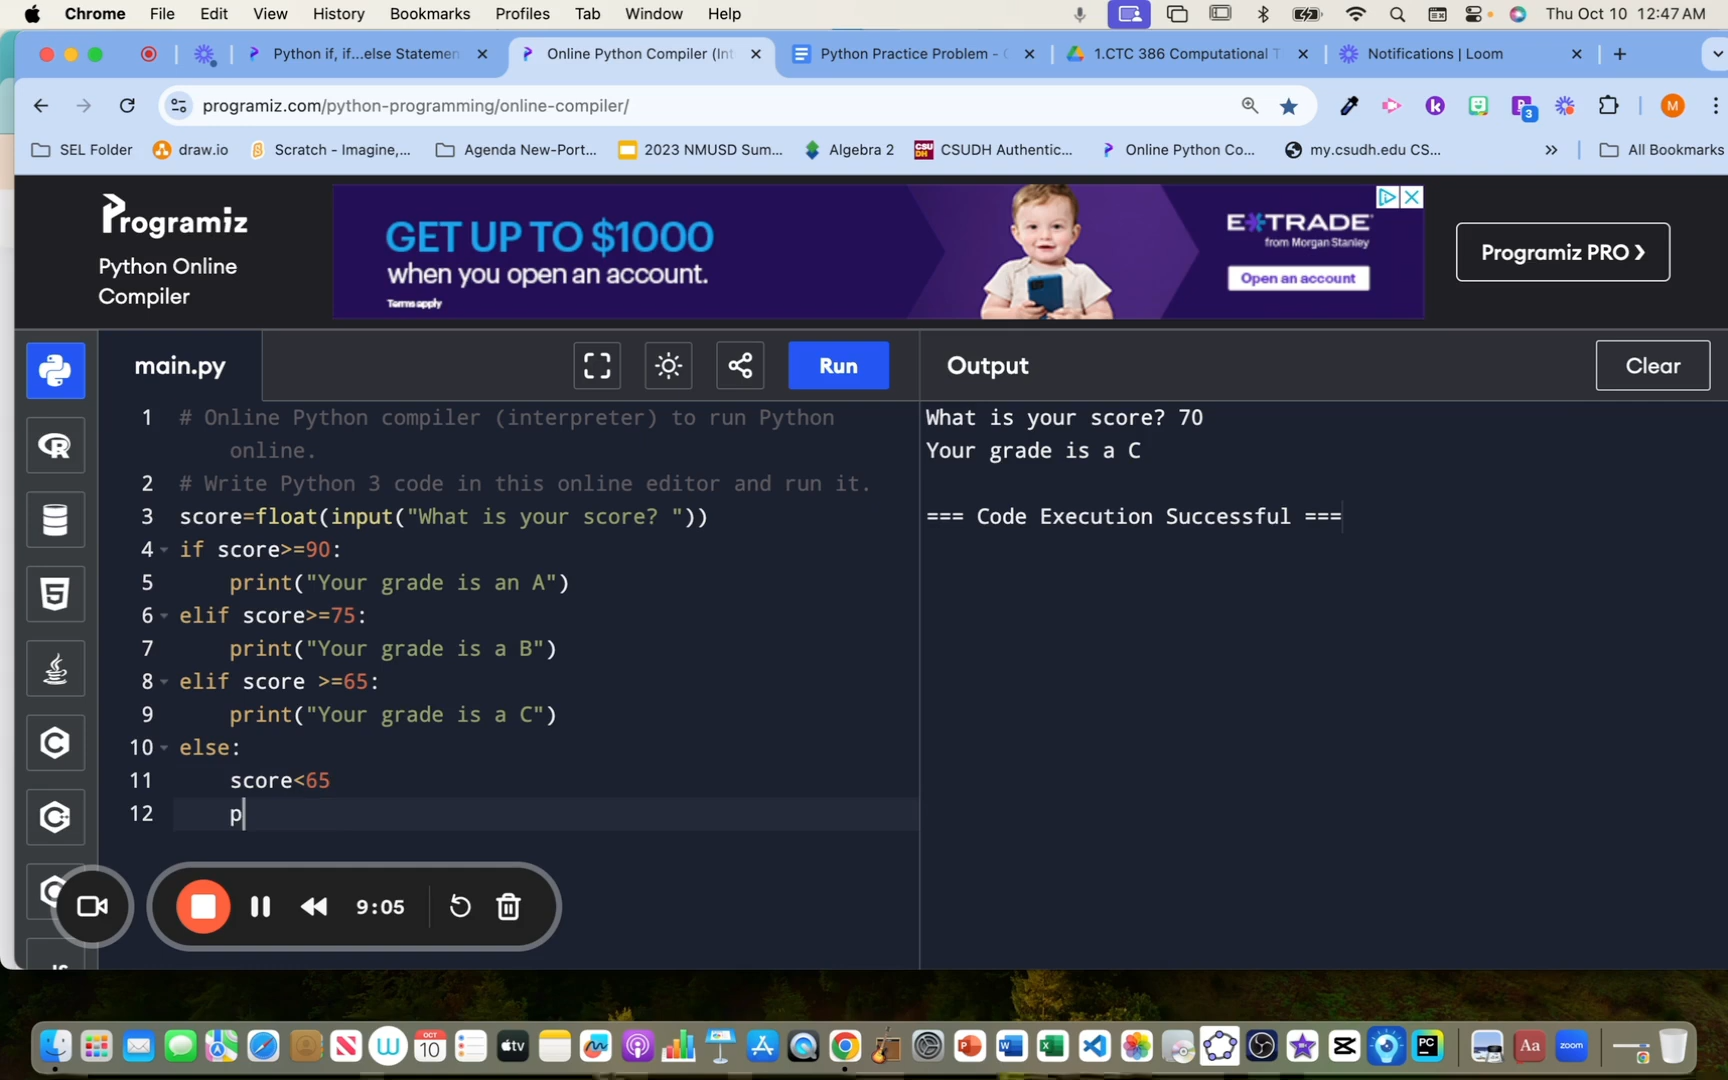 Chrome File Edit View History Bookmarks Profiles Tab Window Help Thu Oct 10 12:47 AM
Python if, if...else Statemen Online Python Compiler (Int Python Practice Problem - 1.CTC 386 Computational T Notifications | Loom
programiz.com/python-programming/online-compiler/
3 M
SEL Folder draw.io Scratch - Imagine,... Agenda New-Port... 2023 NMUSD Sum... Algebra 2 CSUDH Authentic... Online Python Co... my.csudh.edu CS... All Bookmarks
Programiz
Python Online
Compiler
GET UP TO $1000
when you open an account.
Terms apply
E*TRADE
from Morgan Stanley
Open an account
Programiz PRO
main.py Run Output Clear
1 # Online Python compiler (interpreter) to run Python
online.
2 # Write Python 3 code in this online editor and run it.
3 score=float(input("What is your score? "))
4 if score>=90:
5 print("Your grade is an A")
6 elif score>=75:
7 print("Your grade is a B")
8 elif score >=65:
9 print("Your grade is a C")
10 else:
11 score<65
12 p
What is your score? 70
Your grade is a C
=== Code Execution Successful ===
9:05
OCT
10
tv
PC
Aa
zoom